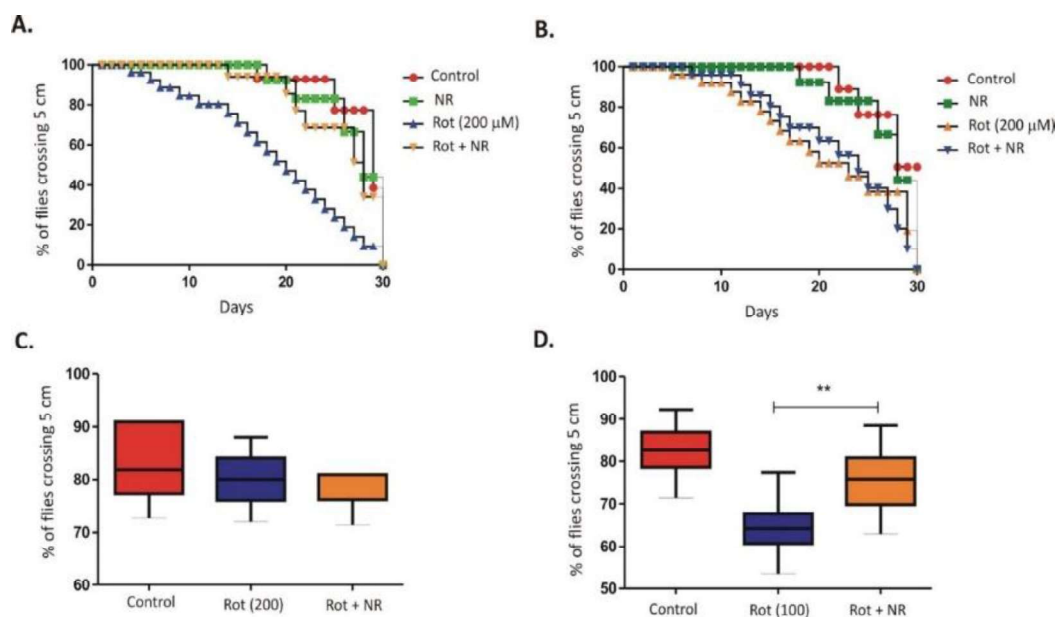 A.
% of flies crossing 5 cm
100
80
60
40
20
0
0
10
20
30
Days
Control
NR
Rot (200 µM)
Rot + NR
B.
% of flies crossing 5 cm
100
80
60
40
20
0
0
10
20
30
Days
Control
NR
Rot (200 µM)
Rot + NR
C.
% of flies crossing 5 cm
100
90
80
70
60
Control
Rot (200)
Rot + NR
D.
% of flies crossing 5 cm
100
90
80
70
60
50
**
Control
Rot (100)
Rot + NR